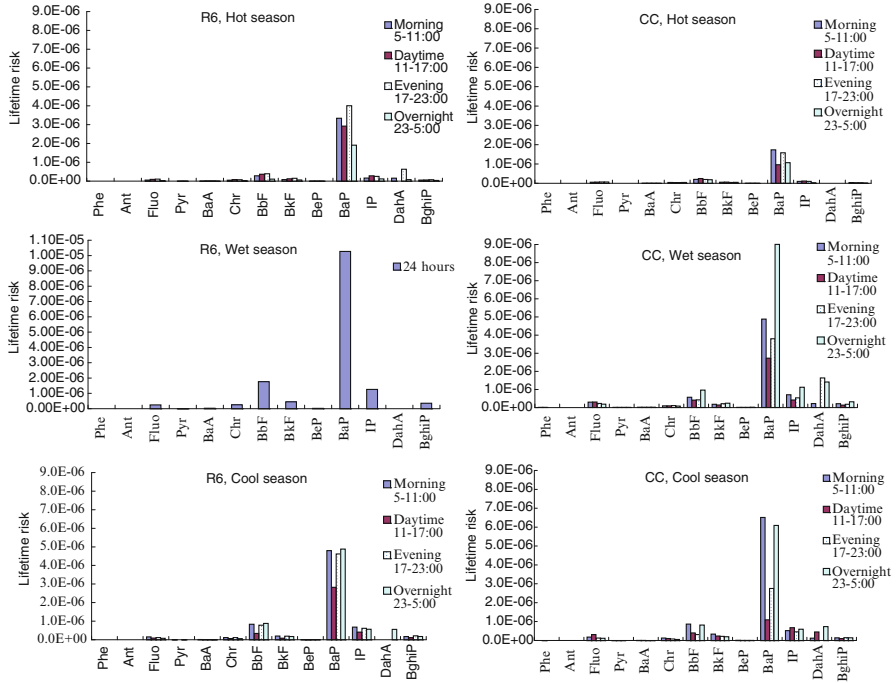 R6, Hot season
Lifetime risk
9.0E-06
8.0E-06
7.0E-06
6.0E-06
5.0E-06
4.0E-06
3.0E-06
2.0E-06
1.0E-06
0.0E+00
Morning
5-11:00
Daytime
11-17:00
Evening
17-23:00
Overnight
23-5:00
Phe Ant Fluo Pyr BaA Chr BbF BkF BeP BaP IP DahA BghiP
CC, Hot season
Lifetime risk
9.0E-06
8.0E-06
7.0E-06
6.0E-06
5.0E-06
4.0E-06
3.0E-06
2.0E-06
1.0E-06
0.0E+00
Morning
5-11:00
Daytime
11-17:00
Evening
17-23:00
Overnight
23-5:00
Phe Ant Fluo Pyr BaA Chr BbF BkF BeP BaP IP DahA BghiP
R6, Wet season
Lifetime risk
1.10E-05
1.00E-05
9.00E-06
8.00E-06
7.00E-06
6.00E-06
5.00E-06
4.00E-06
3.00E-06
2.00E-06
1.00E-06
0.00E+00
24 hours
Phe Ant Fluo Pyr BaA Chr BbF BkF BeP BaP IP DahA BghiP
CC, Wet season
Lifetime risk
9.0E-06
8.0E-06
7.0E-06
6.0E-06
5.0E-06
4.0E-06
3.0E-06
2.0E-06
1.0E-06
0.0E+00
Morning
5-11:00
Daytime
11-17:00
Evening
17-23:00
Overnight
23-5:00
Phe Ant Fluo Pyr BaA Chr BbF BkF BeP BaP IP DahA BghiP
R6, Cool season
Lifetime risk
9.0E-06
8.0E-06
7.0E-06
6.0E-06
5.0E-06
4.0E-06
3.0E-06
2.0E-06
1.0E-06
0.0E+00
Morning
5-11:00
Daytime
11-17:00
Evening
17-23:00
Overnight
23-5:00
Phe Ant Fluo Pyr BaA Chr BbF BkF BeP BaP IP DahA BghiP
CC, Cool season
Lifetime risk
9.0E-06
8.0E-06
7.0E-06
6.0E-06
5.0E-06
4.0E-06
3.0E-06
2.0E-06
1.0E-06
0.0E+00
Morning
5-11:00
Daytime
11-17:00
Evening
17-23:00
Overnight
23-5:00
Phe Ant Fluo Pyr BaA Chr BbF BkF BeP BaP IP DahA BghiP